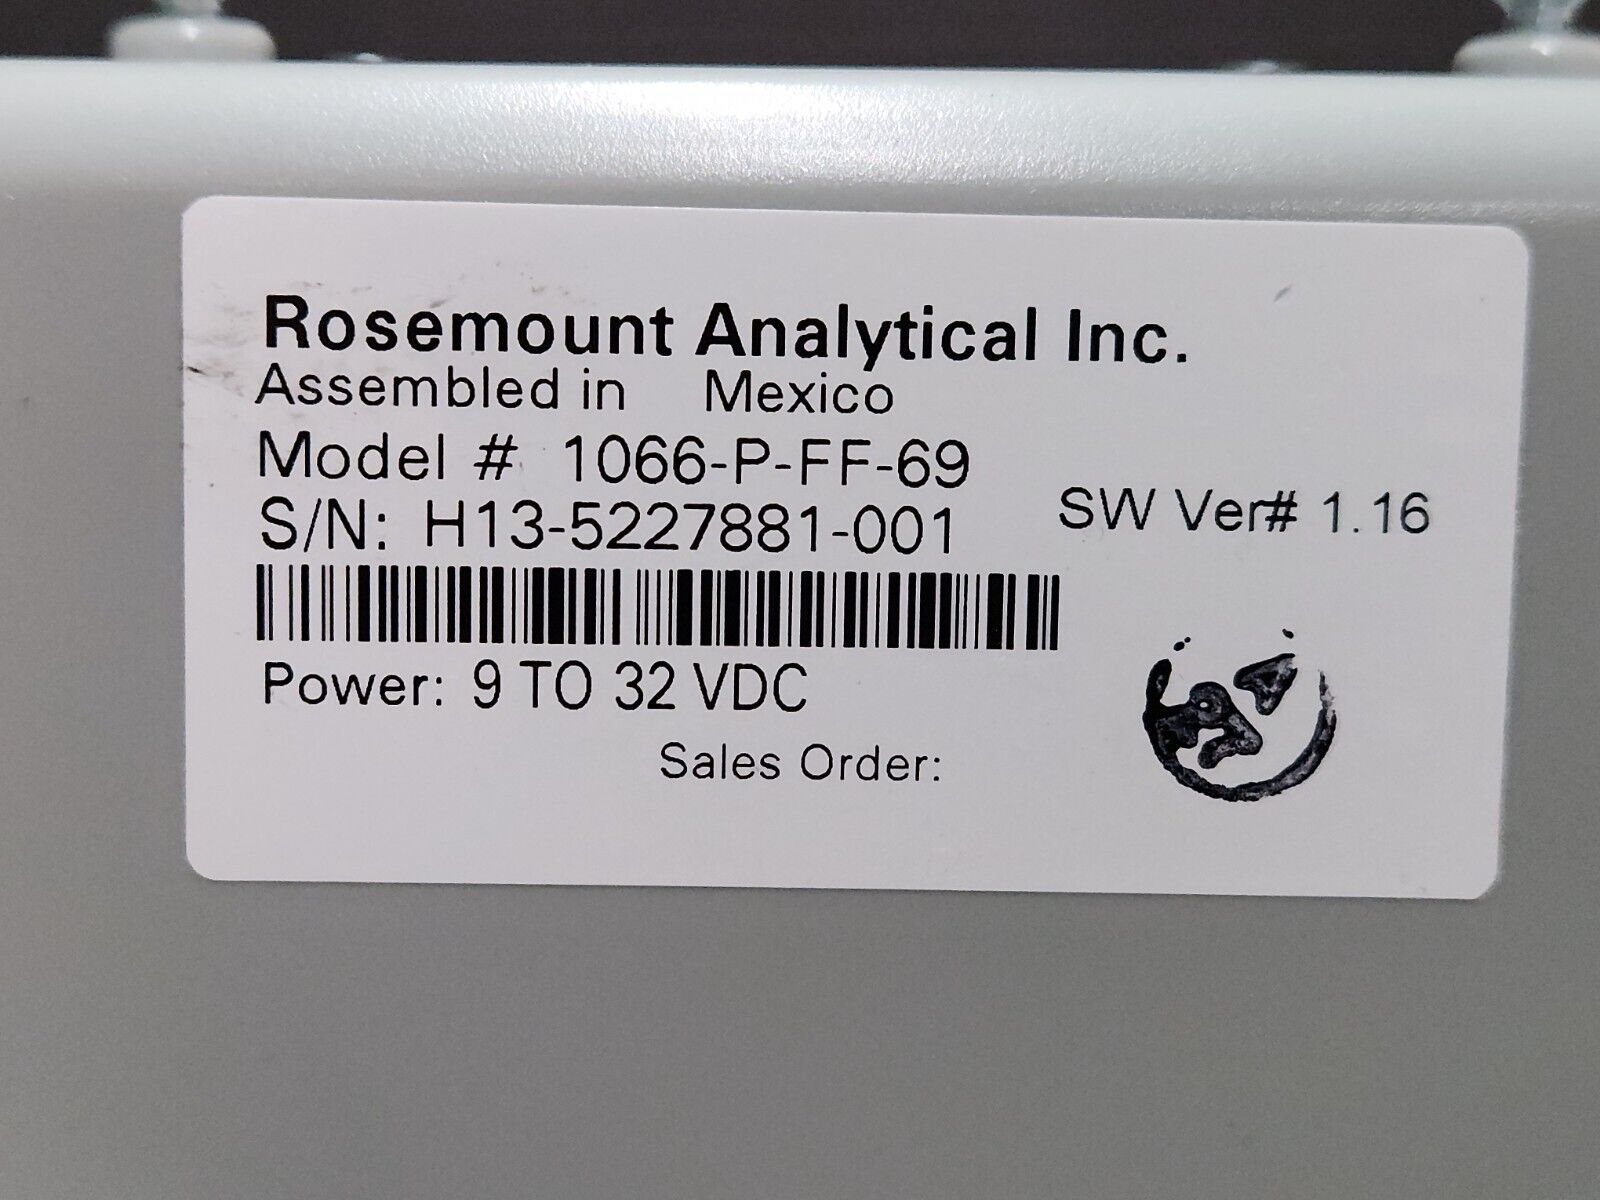 Rosemount Analytical Inc.
Assembled in Mexico
Model # 1066-P-FF-69
S/N: H13-5227881-001
SW Ver# 1.16
Power: 9 TO 32 VDC
Sales Order: